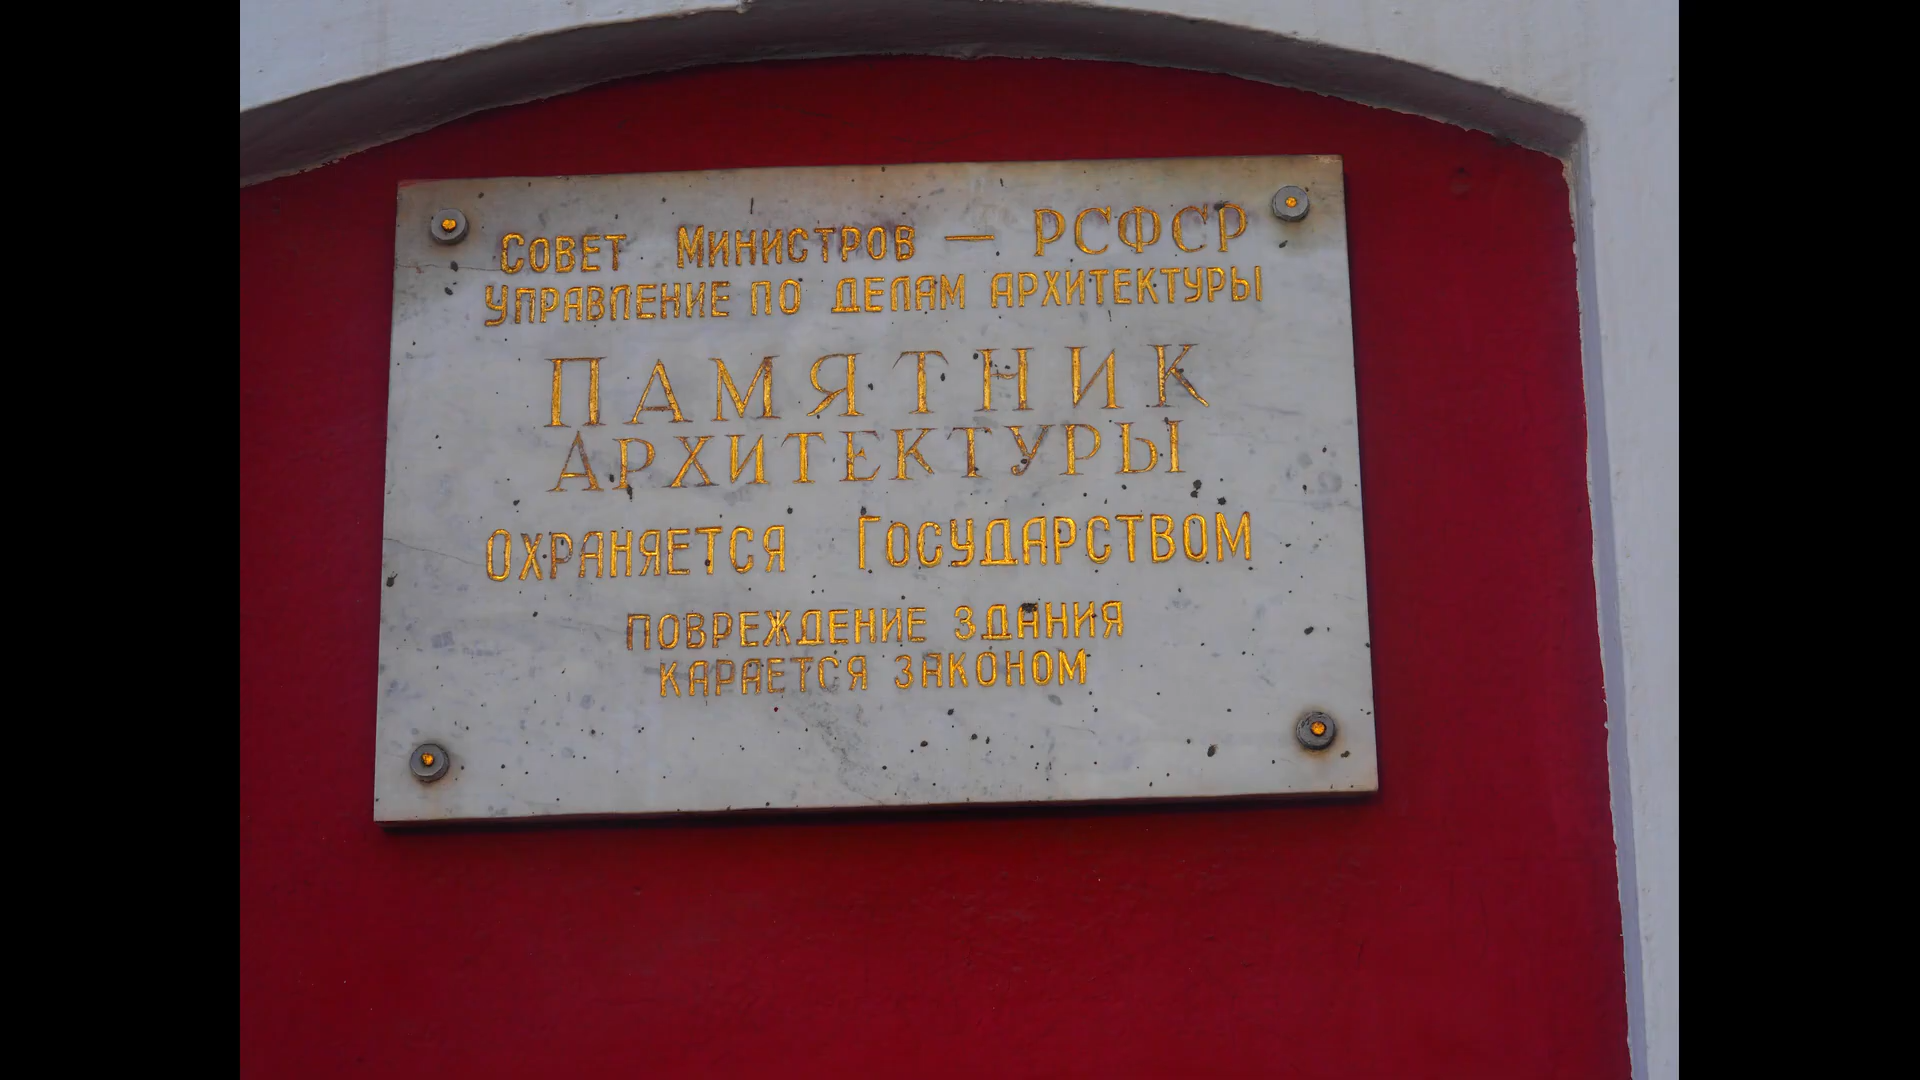 Совет Министров — РСФСР
Управление по делам архитектуры
ПАМЯТНИК
АРХИТЕКТУРЫ
Охраняется Государством
повреждение здания
карается законом